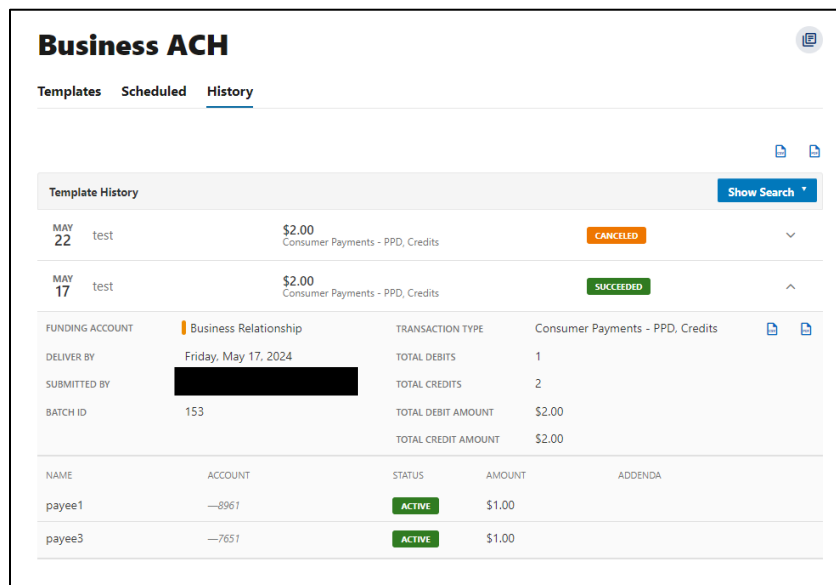 Business ACH
Templates Scheduled History
Template History Show Search
MAY 22 test $2.00 CANCELED
Consumer Payments - PPD, Credits
MAY 17 test $2.00 SUCCEEDED
Consumer Payments - PPD, Credits
FUNDING ACCOUNT Business Relationship TRANSACTION TYPE Consumer Payments - PPD, Credits
DELIVER BY Friday, May 17, 2024 TOTAL DEBITS 1
SUBMITTED BY TOTAL CREDITS 2
BATCH ID 153 TOTAL DEBIT AMOUNT $2.00
TOTAL CREDIT AMOUNT $2.00
NAME ACCOUNT STATUS AMOUNT ADDENDA
payee1 —8961 ACTIVE $1.00
payee3 —7651 ACTIVE $1.00